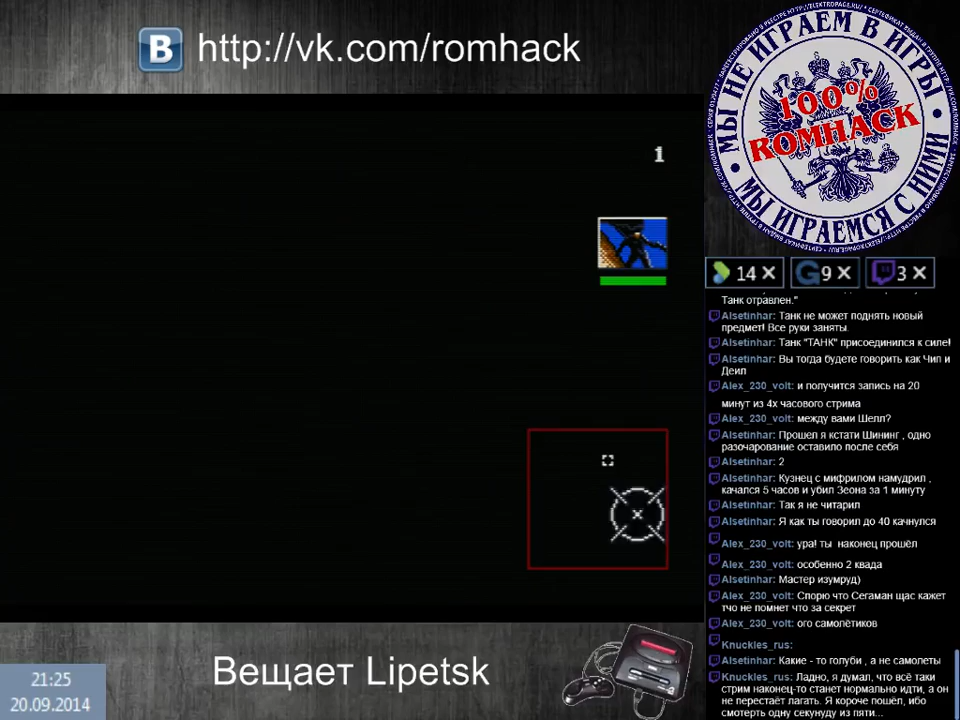 B http://vk.com/romhack
МЫ НЕ ИГРАЕМ В ИГРЫ
100%
ROMHACK
МЫ ИГРАЕМСЯ С НИМИ
1
14 ✕ 9 ✕ 3 ✕
Танк отравлен."
Alsetinhar: Танк не может поднять новый
предмет! Все руки заняты.
Alsetinhar: Танк "ТАНК" присоединился к силе!
Alsetinhar: Вы тогда будете говорить как Чип и
Деил
Alex_230_volt: и получится запись на 20
минут из 4х часового стрима
Alex_230_volt: между вами Шелл?
Alsetinhar: Прошел я кстати Шининг , одно
разочарование оставило после себя
Alsetinhar: 2
Alsetinhar: Кузнец с мифрилом намудрил ,
качался 5 часов и убил Зеона за 1 минуту
Alsetinhar: Так я не читарил
Alsetinhar: Я как ты говорил до 40 качнулся
Alex_230_volt: ура! ты наконец прошёл
Alex_230_volt: особенно 2 квада
Alsetinhar: Мастер изумруд)
Alex_230_volt: Спорю что Сегаман щас кажет
тчо не помнет что за секрет
Alex_230_volt: ого самолётиков
Knuckles_rus:
Alsetinhar: Какие - то голуби , а не самолеты
Knuckles_rus: Ладно, я думал, что всё таки
стрим наконец-то станет нормально идти, а он
не перестаёт лагать. Я короче пошёл, ибо
смотерть одну секунуду из пяти...
Вещает Lipetsk
21:25
20.09.2014